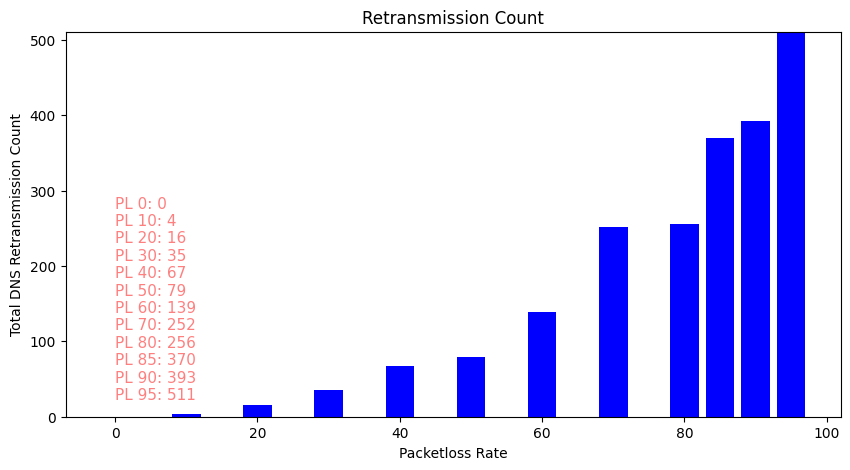 Retransmission Count
Total DNS Retransmission Count
500
400
300
200
100
0
PL 0: 0
PL 10: 4
PL 20: 16
PL 30: 35
PL 40: 67
PL 50: 79
PL 60: 139
PL 70: 252
PL 80: 256
PL 85: 370
PL 90: 393
PL 95: 511
0 20 40 60 80 100
Packetloss Rate